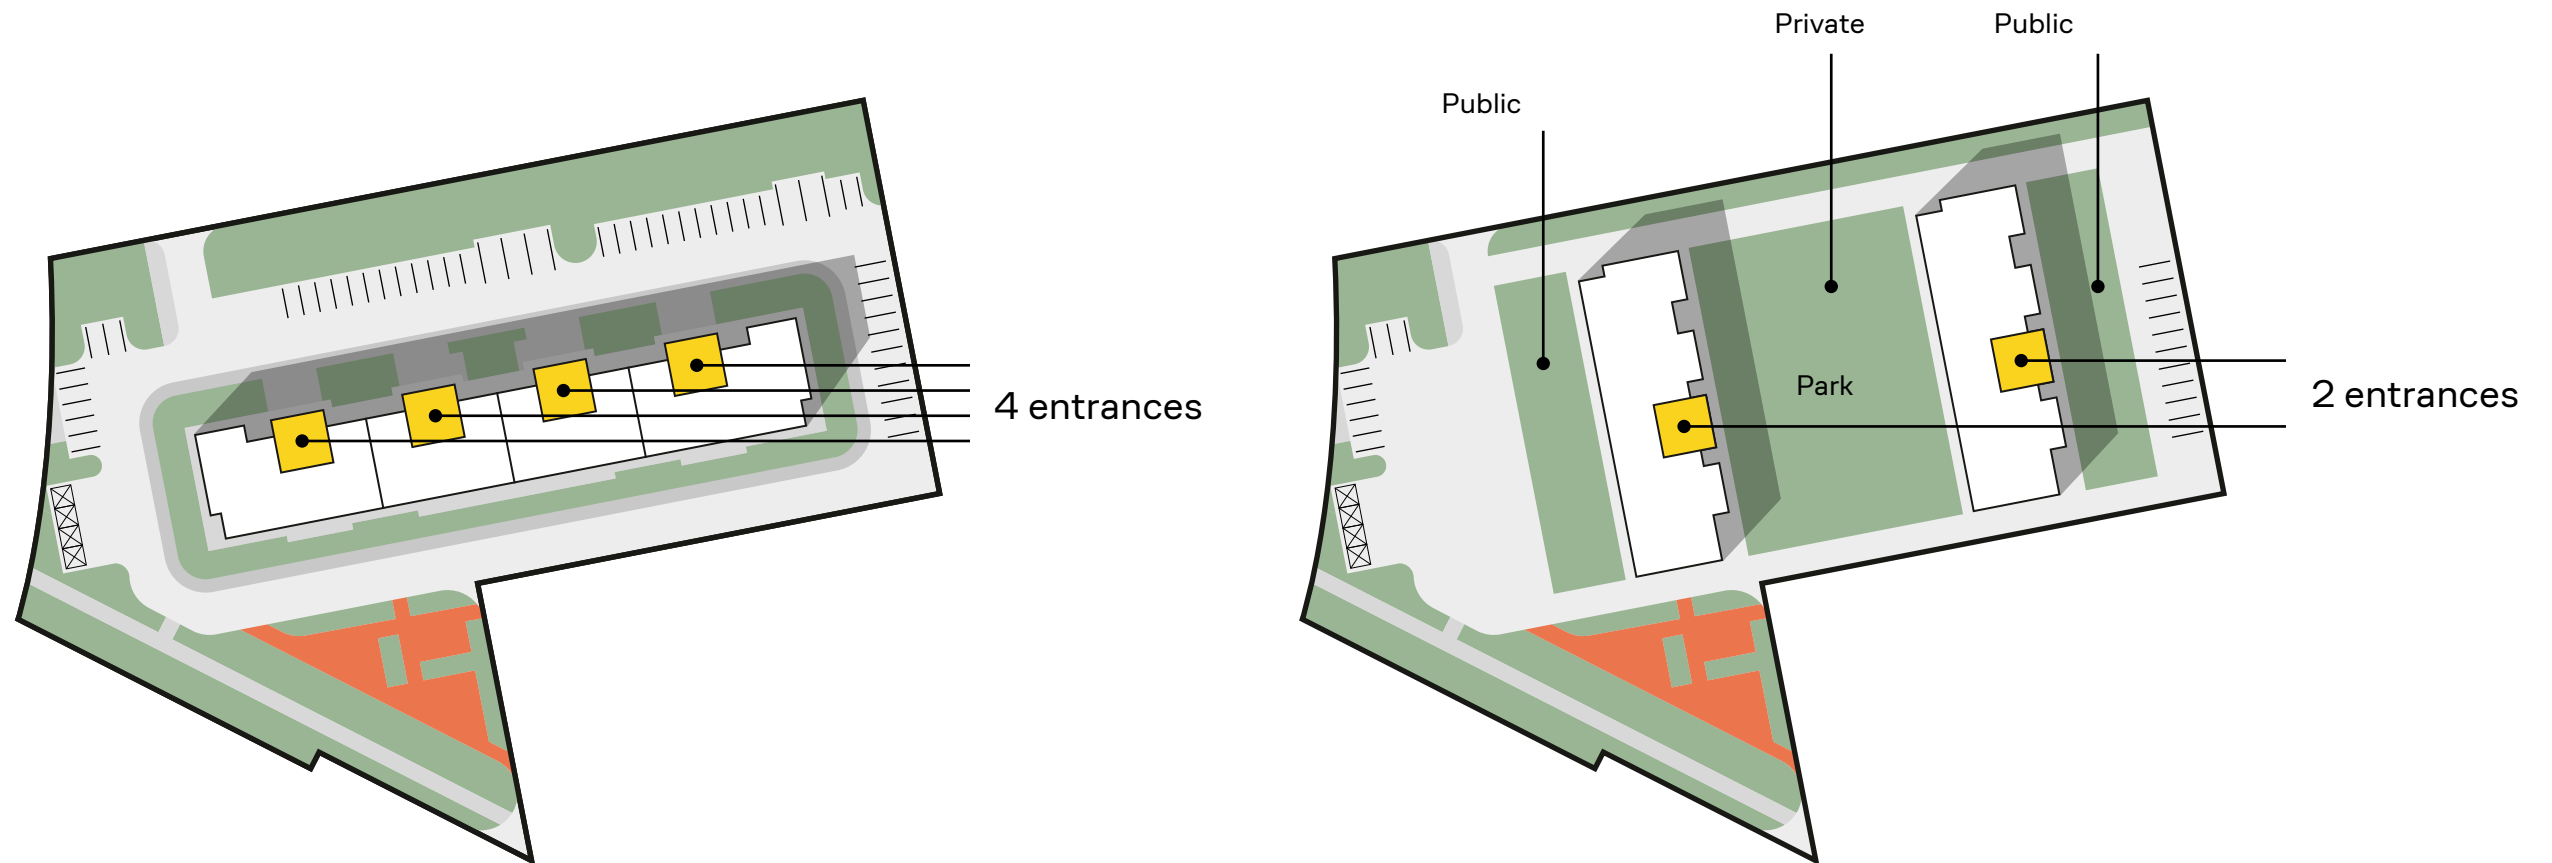 Private
Public
Public
Park
4 entrances
2 entrances